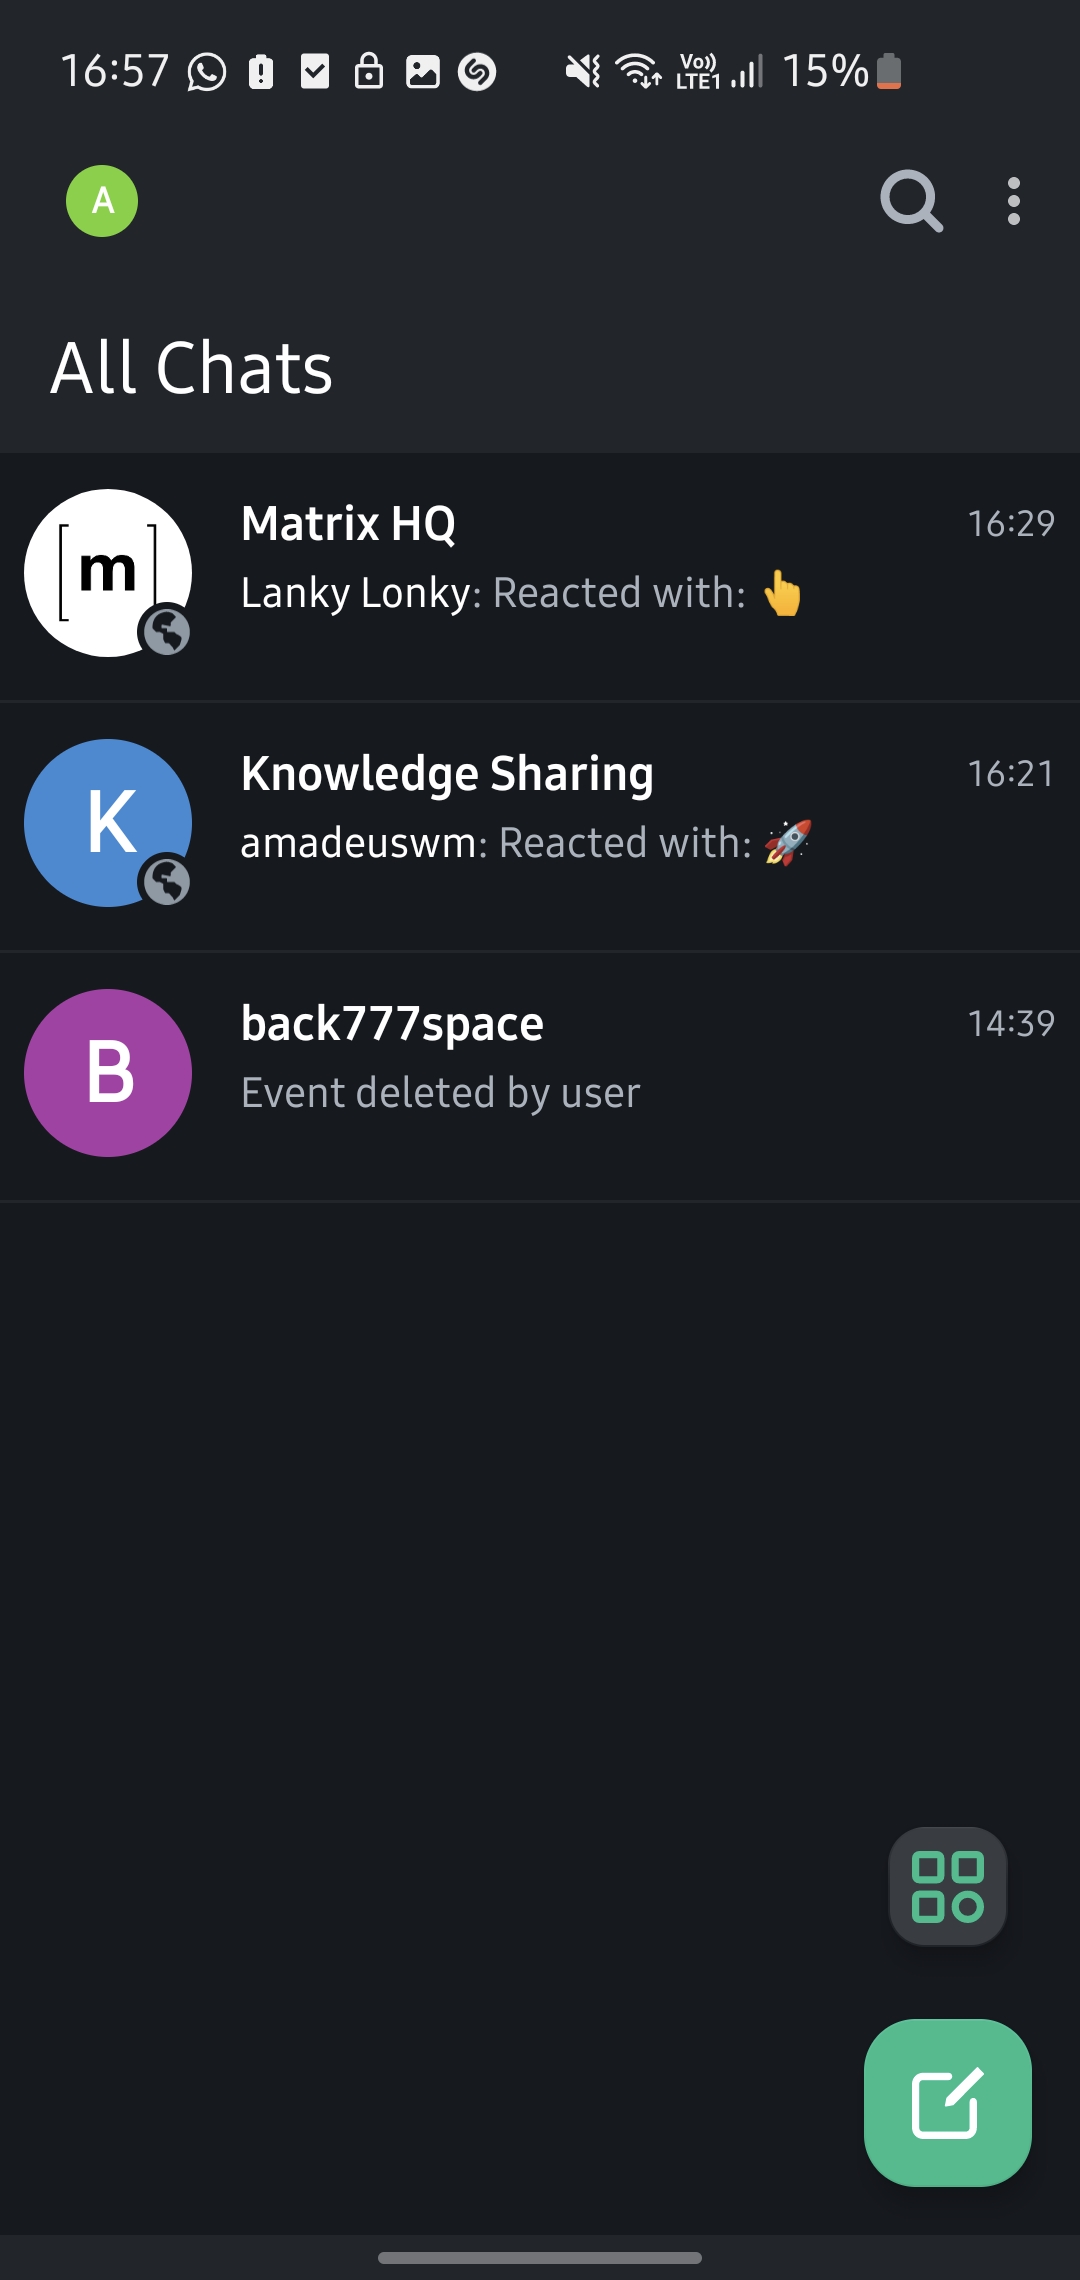 16:57 Vo)) LTE1 15%
A
All Chats
[m] Matrix HQ 16:29
Lanky Lonky: Reacted with: 👆
K Knowledge Sharing 16:21
amadeuswm: Reacted with: 🚀
B back777space 14:39
Event deleted by user